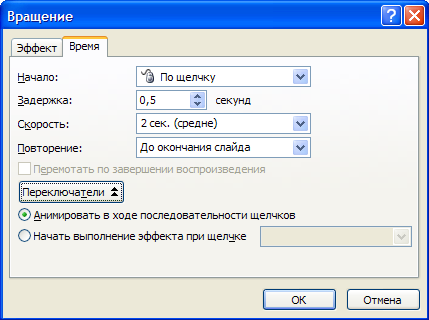 Вращение
Эффект Время
Начало: По щелчку
Задержка: 0,5 секунд
Скорость: 2 сек. (средне)
Повторение: До окончания слайда
Перемотать по завершении воспроизведения
Переключатели
Анимировать в ходе последовательности щелчков
Начать выполнение эффекта при щелчке
ОК Отмена